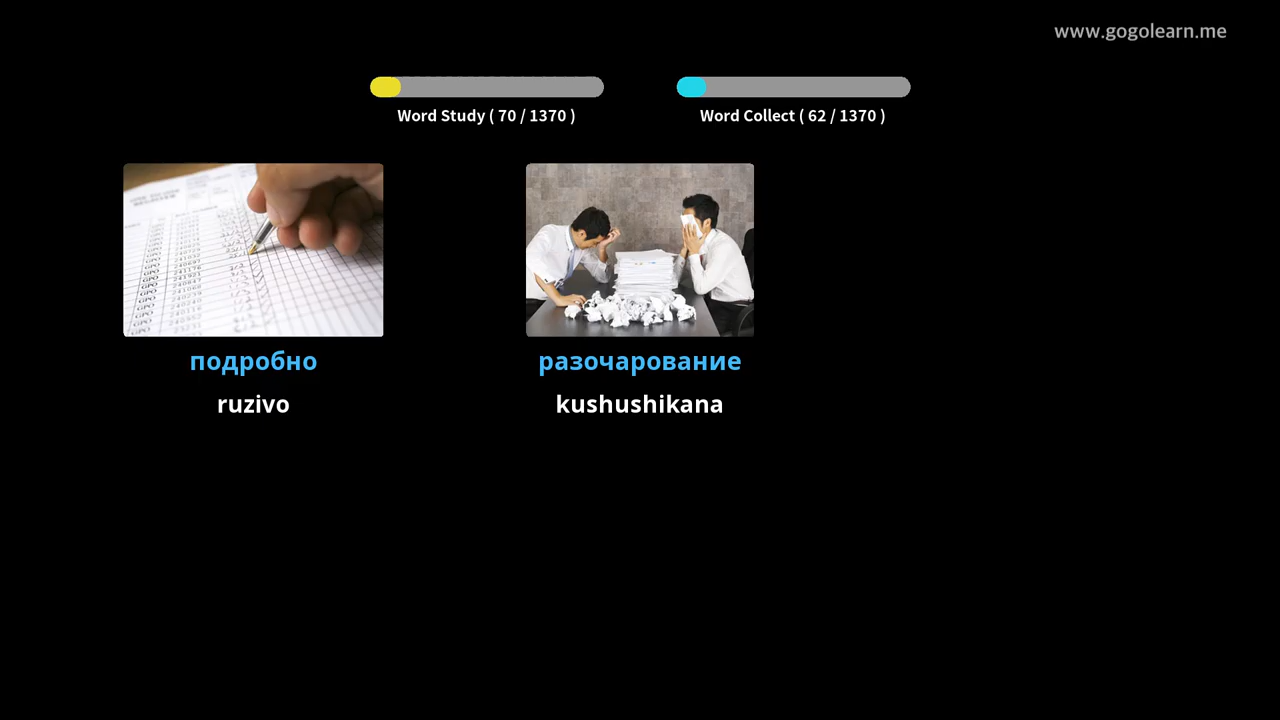 www.gogolearn.me
Word Study ( 70 / 1370 )
Word Collect ( 62 / 1370 )
подробно
разочарование
ruzivo
kushushikana